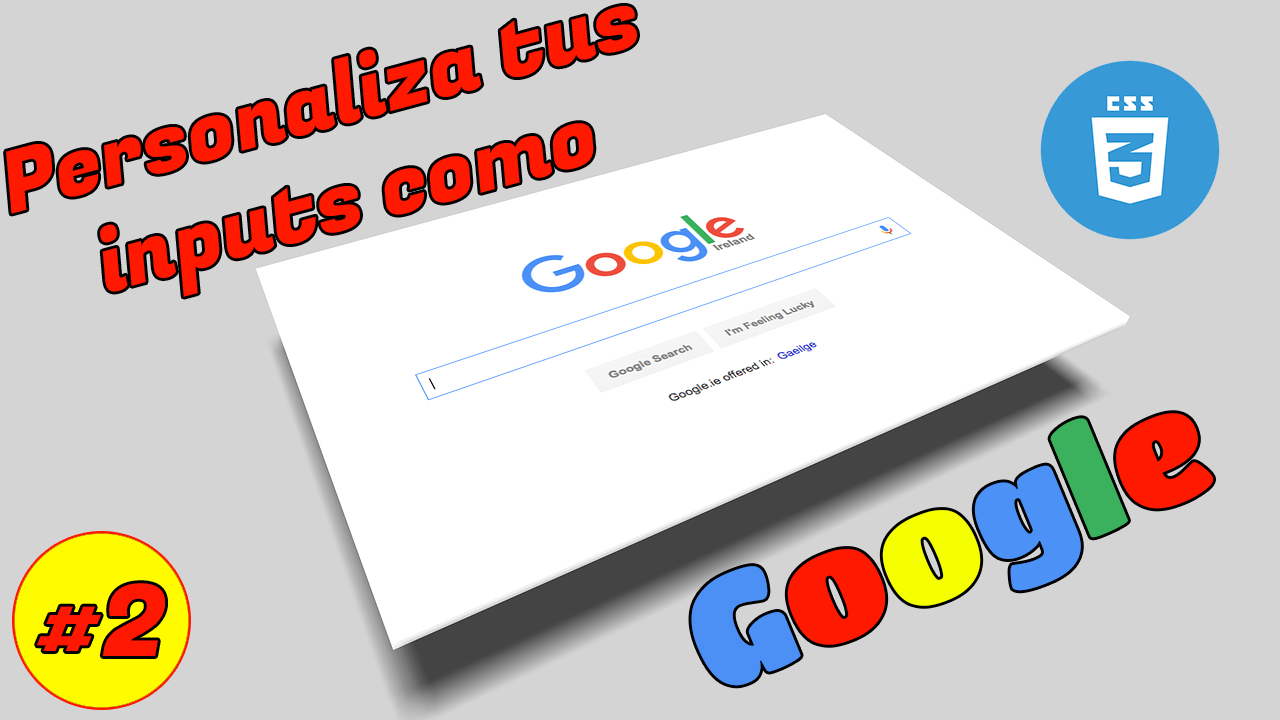 Personaliza tus
inputs como
CSS
3
Google
Ireland
Google Search
I'm Feeling Lucky
Google.ie offered in: Gaeilge
Google
#2